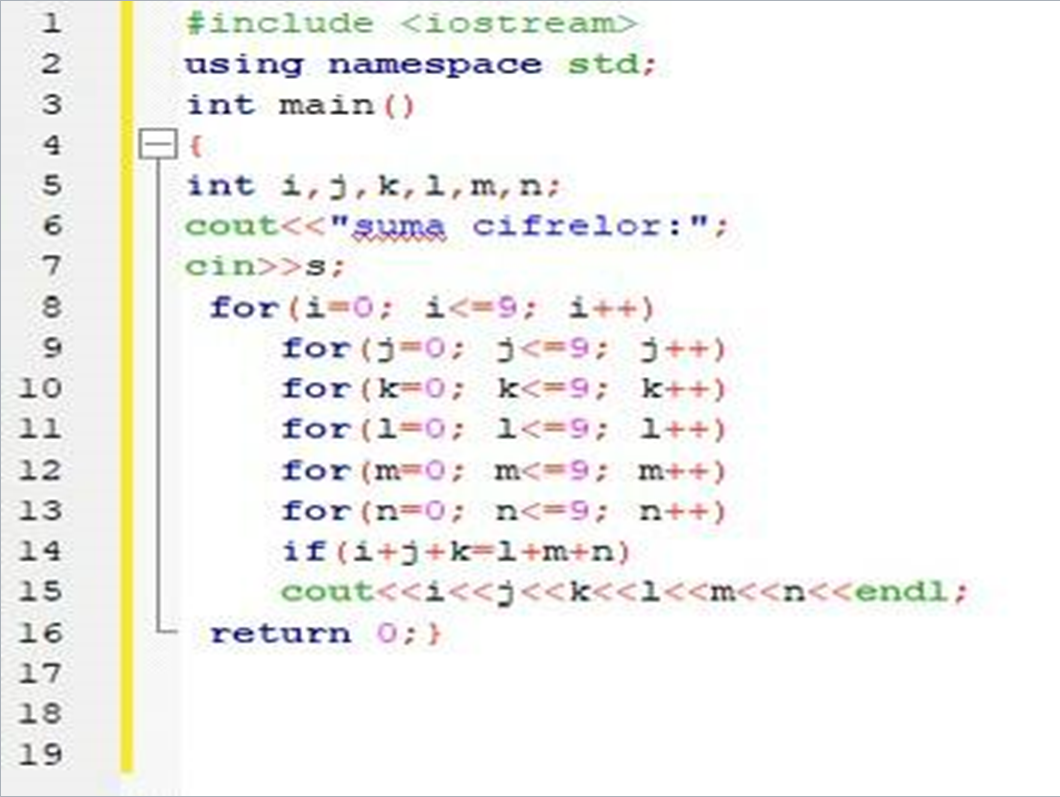 1 #include <iostream>
2 using namespace std;
3 int main()
4 {
5 int i,j,k,l,m,n;
6 cout<<"suma cifrelor:";
7 cin>>s;
8 for(i=0; i<=9; i++)
9 for(j=0; j<=9; j++)
10 for(k=0; k<=9; k++)
11 for(l=0; l<=9; l++)
12 for(m=0; m<=9; m++)
13 for(n=0; n<=9; n++)
14 if(i+j+k=l+m+n)
15 cout<<i<<j<<k<<l<<m<<n<<endl;
16 return 0;}
17
18
19